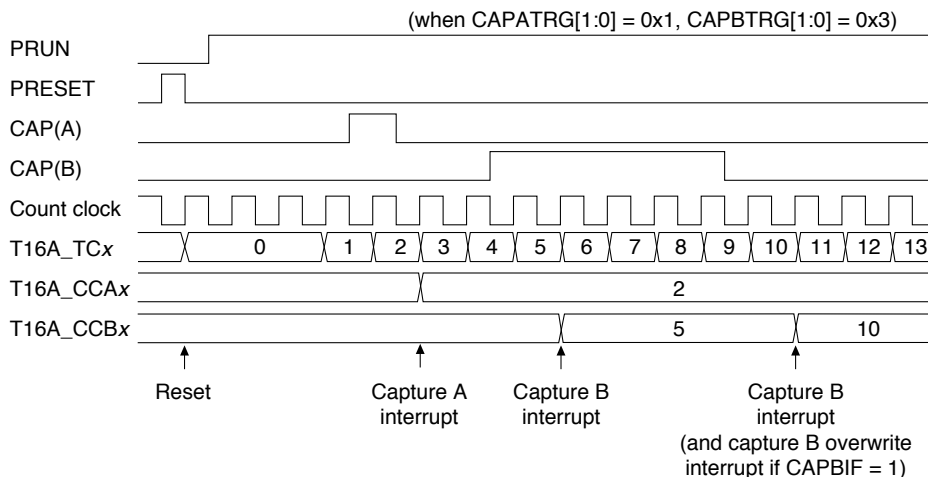 (when CAPATRG[1:0] = 0x1, CAPBTRG[1:0] = 0x3)
PRUN
PRESET
CAP(A)
CAP(B)
Count clock
T16A_TCx 0 1 2 3 4 5 6 7 8 9 10 11 12 13
T16A_CCAx 2
T16A_CCBx 5 10
Reset Capture A Capture B Capture B
interrupt interrupt interrupt
(and capture B overwrite
interrupt if CAPBIF = 1)